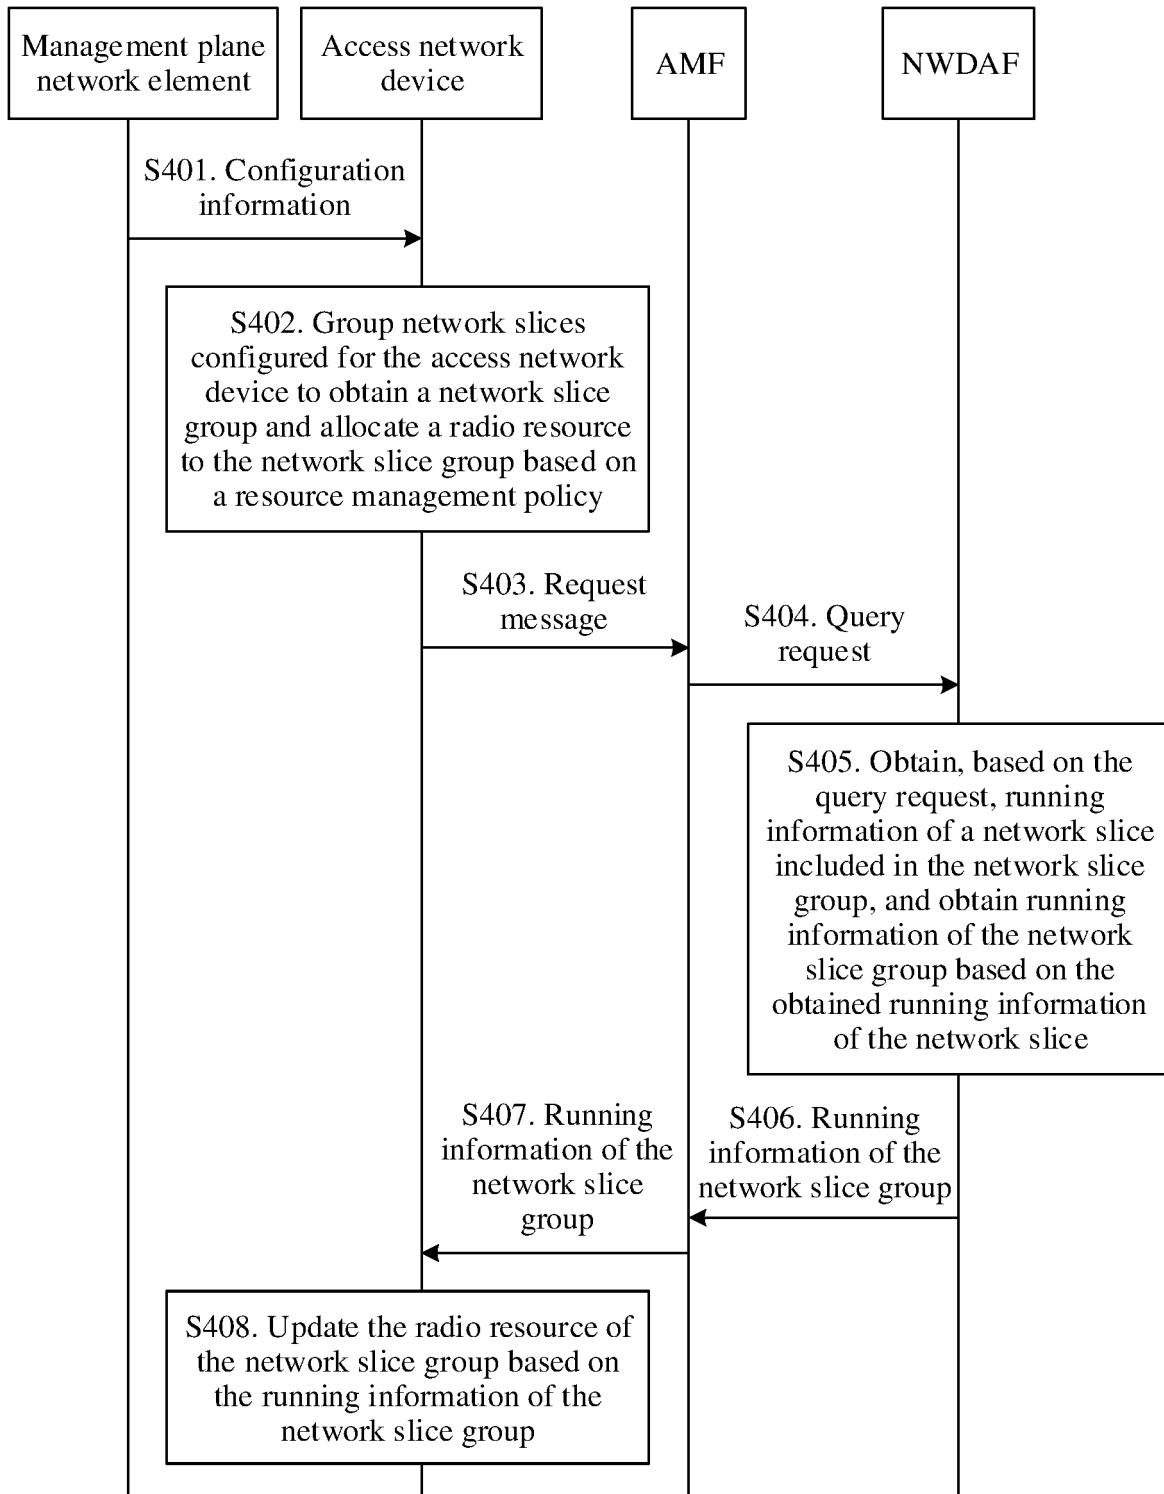 Management plane
network element
Access network
device
AMF
NWDAF
S401. Configuration
information
S402. Group network slices
configured for the access network
device to obtain a network slice
group and allocate a radio resource
to the network slice group based on
a resource management policy
S403. Request
message
S404. Query
request
S405. Obtain, based on the
query request, running
information of a network slice
included in the network slice
group, and obtain running
information of the network
slice group based on the
obtained running information
of the network slice
S406. Running
information of the
network slice group
S407. Running
information of the
network slice
group
S408. Update the radio resource of
the network slice group based on
the running information of the
network slice group